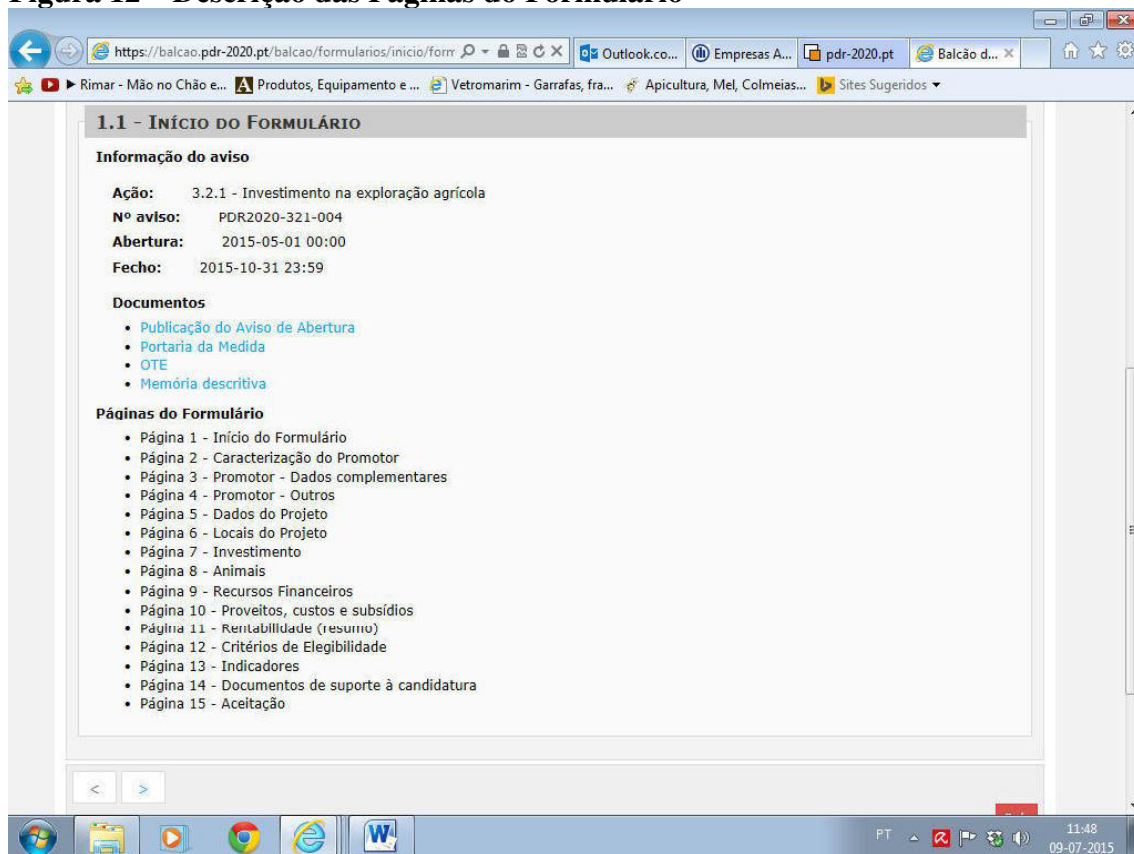 Figura 12 – Descrição das Páginas do Formulário
https://balcao.pdr-2020.pt/balcao/formularios/inicio/form
Outlook.co...
Empresas A...
pdr-2020.pt
Balcão d...
Rimar - Mão no Chão e...
Produtos, Equipamento e ...
Vetromarim - Garrafas, fra...
Apicultura, Mel, Colmeias...
Sites Sugeridos
1.1 - Início do Formulário
Informação do aviso
Ação: 3.2.1 - Investimento na exploração agrícola
Nº aviso: PDR2020-321-004
Abertura: 2015-05-01 00:00
Fecho: 2015-10-31 23:59
Documentos
• Publicação do Aviso de Abertura
• Portaria da Medida
• OTE
• Memória descritiva
Páginas do Formulário
• Página 1 - Início do Formulário
• Página 2 - Caracterização do Promotor
• Página 3 - Promotor - Dados complementares
• Página 4 - Promotor - Outros
• Página 5 - Dados do Projeto
• Página 6 - Locais do Projeto
• Página 7 - Investimento
• Página 8 - Animais
• Página 9 - Recursos Financeiros
• Página 10 - Proveitos, custos e subsídios
• Página 11 - Rentabilidade (resumo)
• Página 12 - Critérios de Elegibilidade
• Página 13 - Indicadores
• Página 14 - Documentos de suporte à candidatura
• Página 15 - Aceitação
< >
PT
11:48
09-07-2015